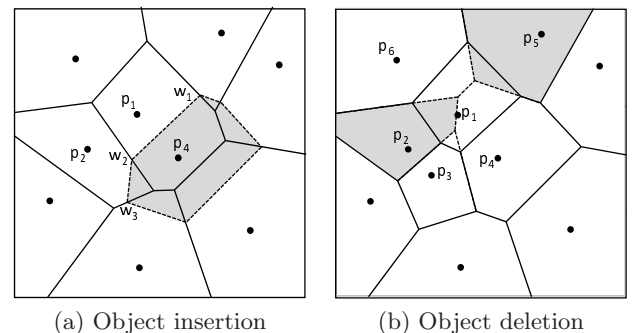 p1
p2
w1
w2
w3
p4
(a) Object insertion
p6
p5
p1
p2
p3
p4
(b) Object deletion